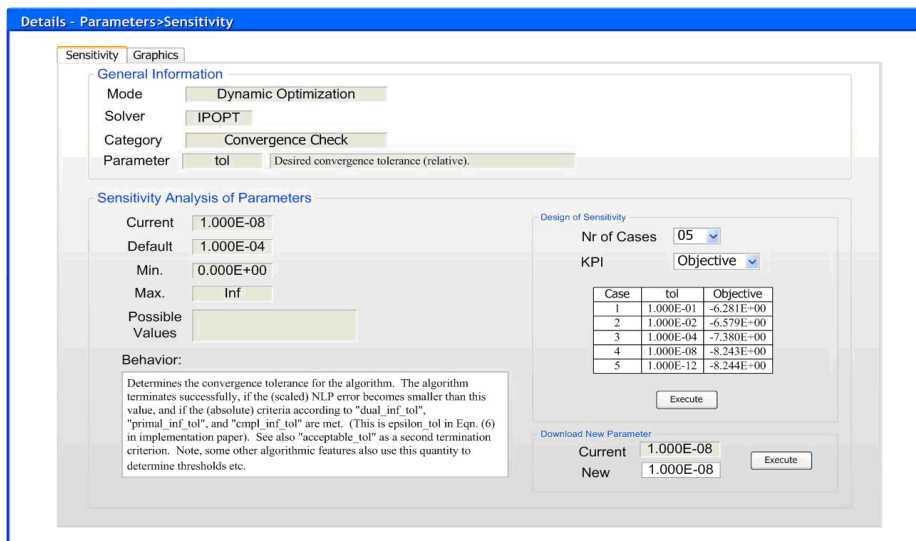 Details - Parameters>Sensitivity
Sensitivity Graphics
General Information
Mode Dynamic Optimization
Solver IPOPT
Category Convergence Check
Parameter tol Desired convergence tolerance (relative).
Sensitivity Analysis of Parameters
Current 1.000E-08
Default 1.000E-04
Min. 0.000E+00
Max. Inf
Possible
Values
Behavior:
Determines the convergence tolerance for the algorithm. The algorithm
terminates successfully, if the (scaled) NLP error becomes smaller than this
value, and if the (absolute) criteria according to "dual_inf_tol",
"primal_inf_tol", and "cmpl_inf_tol" are met. (This is epsilon_tol in Eqn. (6)
in implementation paper). See also "acceptable_tol" as a second termination
criterion. Note, some other algorithmic features also use this quantity to
determine thresholds etc.
Design of Sensitivity
Nr of Cases 05
KPI Objective
Case tol Objective
1 1.000E-01 -6.281E+00
2 1.000E-02 -6.579E+00
3 1.000E-04 -7.380E+00
4 1.000E-08 -8.243E+00
5 1.000E-12 -8.244E+00
Execute
Download New Parameter
Current 1.000E-08
New 1.000E-08
Execute